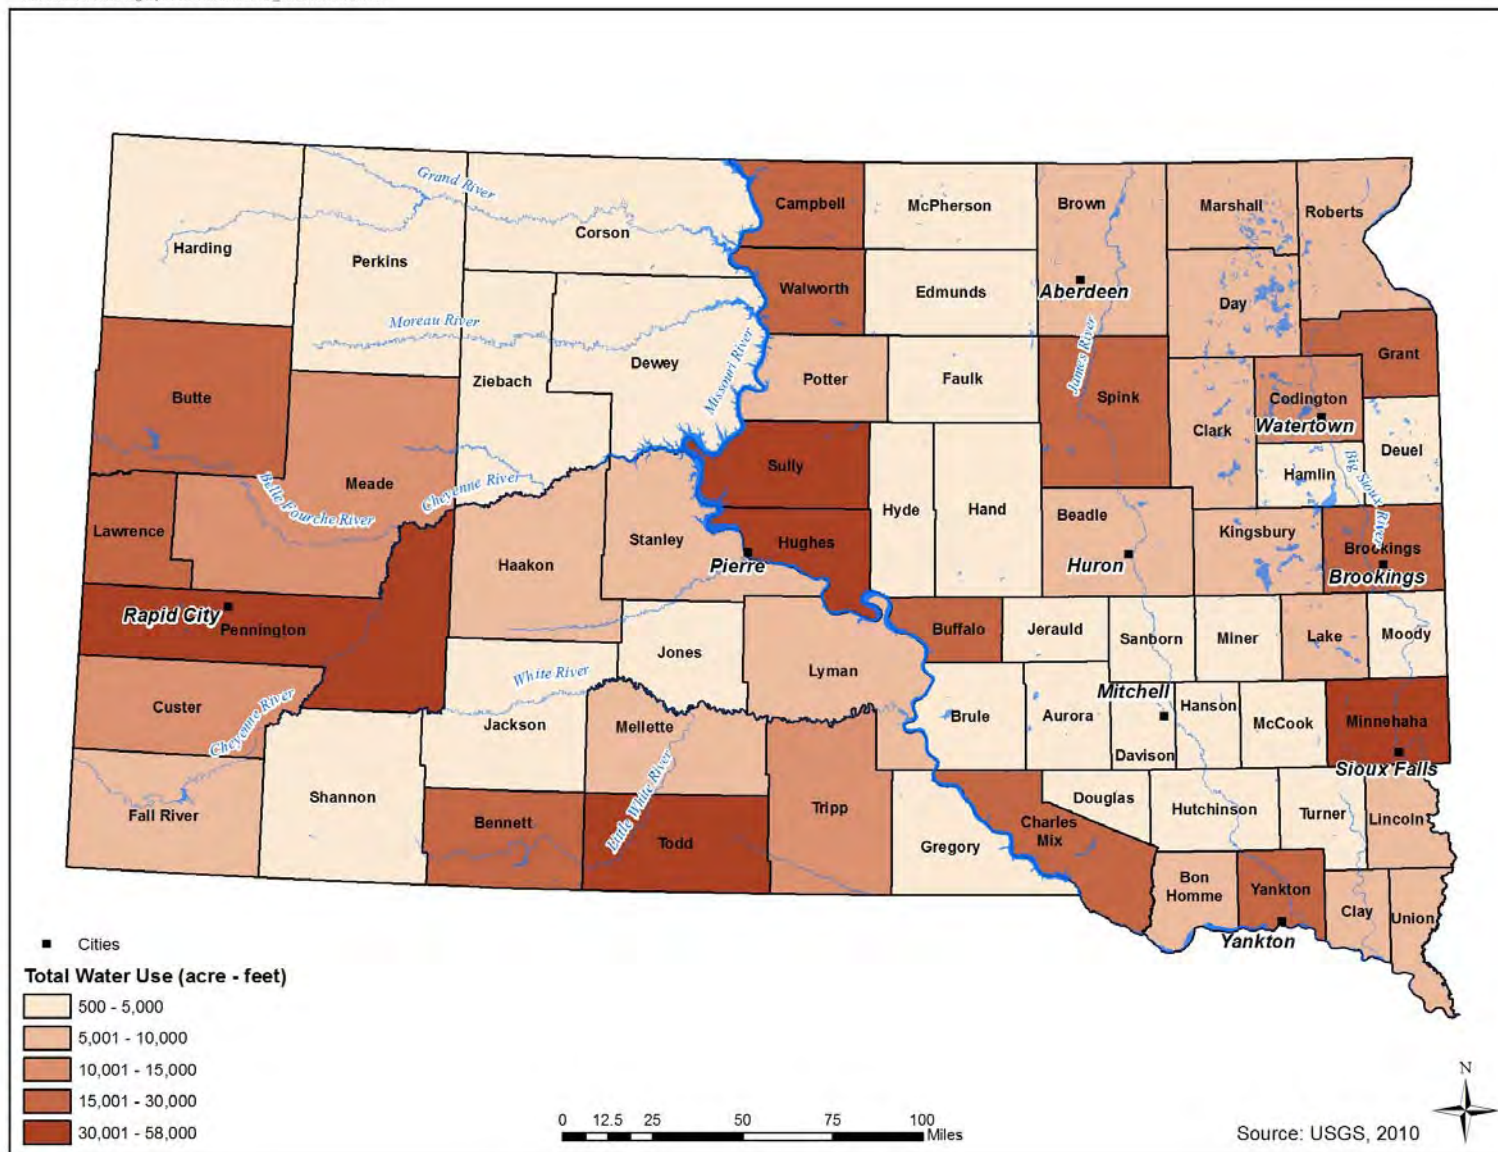 Grand River
Campbell
McPherson
Brown
Marshall
Roberts
Harding
Perkins
Corson
Walworth
Edmunds
Aberdeen
Day
Moreau River
Dewey
Missouri River
Potter
Faulk
James River
Spink
Grant
Butte
Ziebach
Codington
Watertown
Clark
Deuel
Meade
Sully
Hamlin
Big Sioux River
Belle Fourche River
Cheyenne River
Hyde
Hand
Beadle
Kingsbury
Lawrence
Stanley
Hughes
Brookings
Haakon
Pierre
Huron
Brookings
Rapid City
Pennington
Buffalo
Jerauld
Sanborn
Miner
Lake
Moody
Jones
Lyman
White River
Mitchell
Custer
Cheyenne River
Jackson
Mellette
Brule
Aurora
Hanson
McCook
Minnehaha
Davison
Sioux Falls
Fall River
Shannon
Bennett
Little White River
Todd
Tripp
Gregory
Charles
Mix
Douglas
Hutchinson
Turner
Lincoln
Bon
Homme
Yankton
Clay
Union
Yankton
Cities
Total Water Use (acre - feet)
500 - 5,000
5,001 - 10,000
10,001 - 15,000
15,001 - 30,000
30,001 - 58,000
0 12.5 25 50 75 100
Miles
N
Source: USGS, 2010